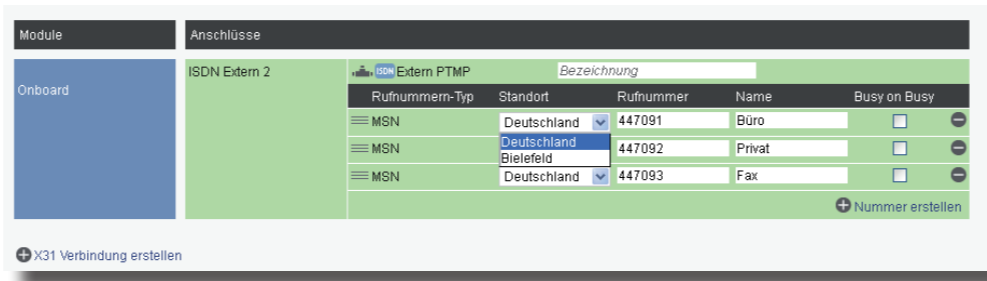 Module Anschlüsse
Onboard ISDN Extern 2 ISDN Extern PTMP Bezeichnung
Rufnummern-Typ Standort Rufnummer Name Busy on Busy
MSN Deutschland 447091 Büro
Deutschland
MSN 447092 Privat
Bielefeld
MSN Deutschland 447093 Fax
Nummer erstellen
X31 Verbindung erstellen